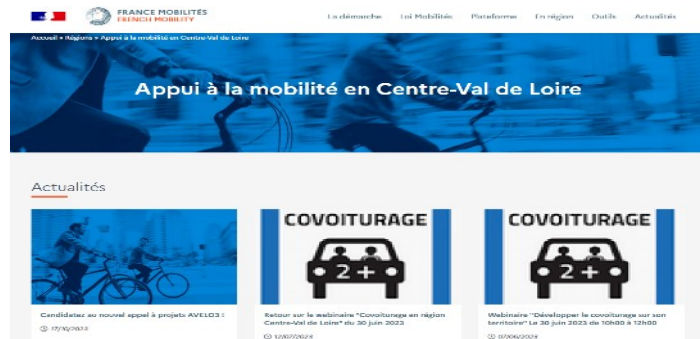 FRANCE MOBILITÉS
FRENCH MOBILITY
La démarche Loi Mobilités Plateforme En région Outils Actualités
Accueil » Régions » Appui à la mobilité en Centre-Val de Loire
Appui à la mobilité en Centre-Val de Loire
Actualités
COVOITURAGE
2+
COVOITURAGE
2+
Candidatez au nouvel appel à projets AVELO3 !
17/10/2023
Retour sur le webinaire "Covoiturage en région
Centre-Val de Loire" du 30 juin 2023
12/07/2023
Webinaire "Développer le covoiturage sur son
territoire" Le 30 juin 2023 de 10h00 à 12h00
07/06/2023